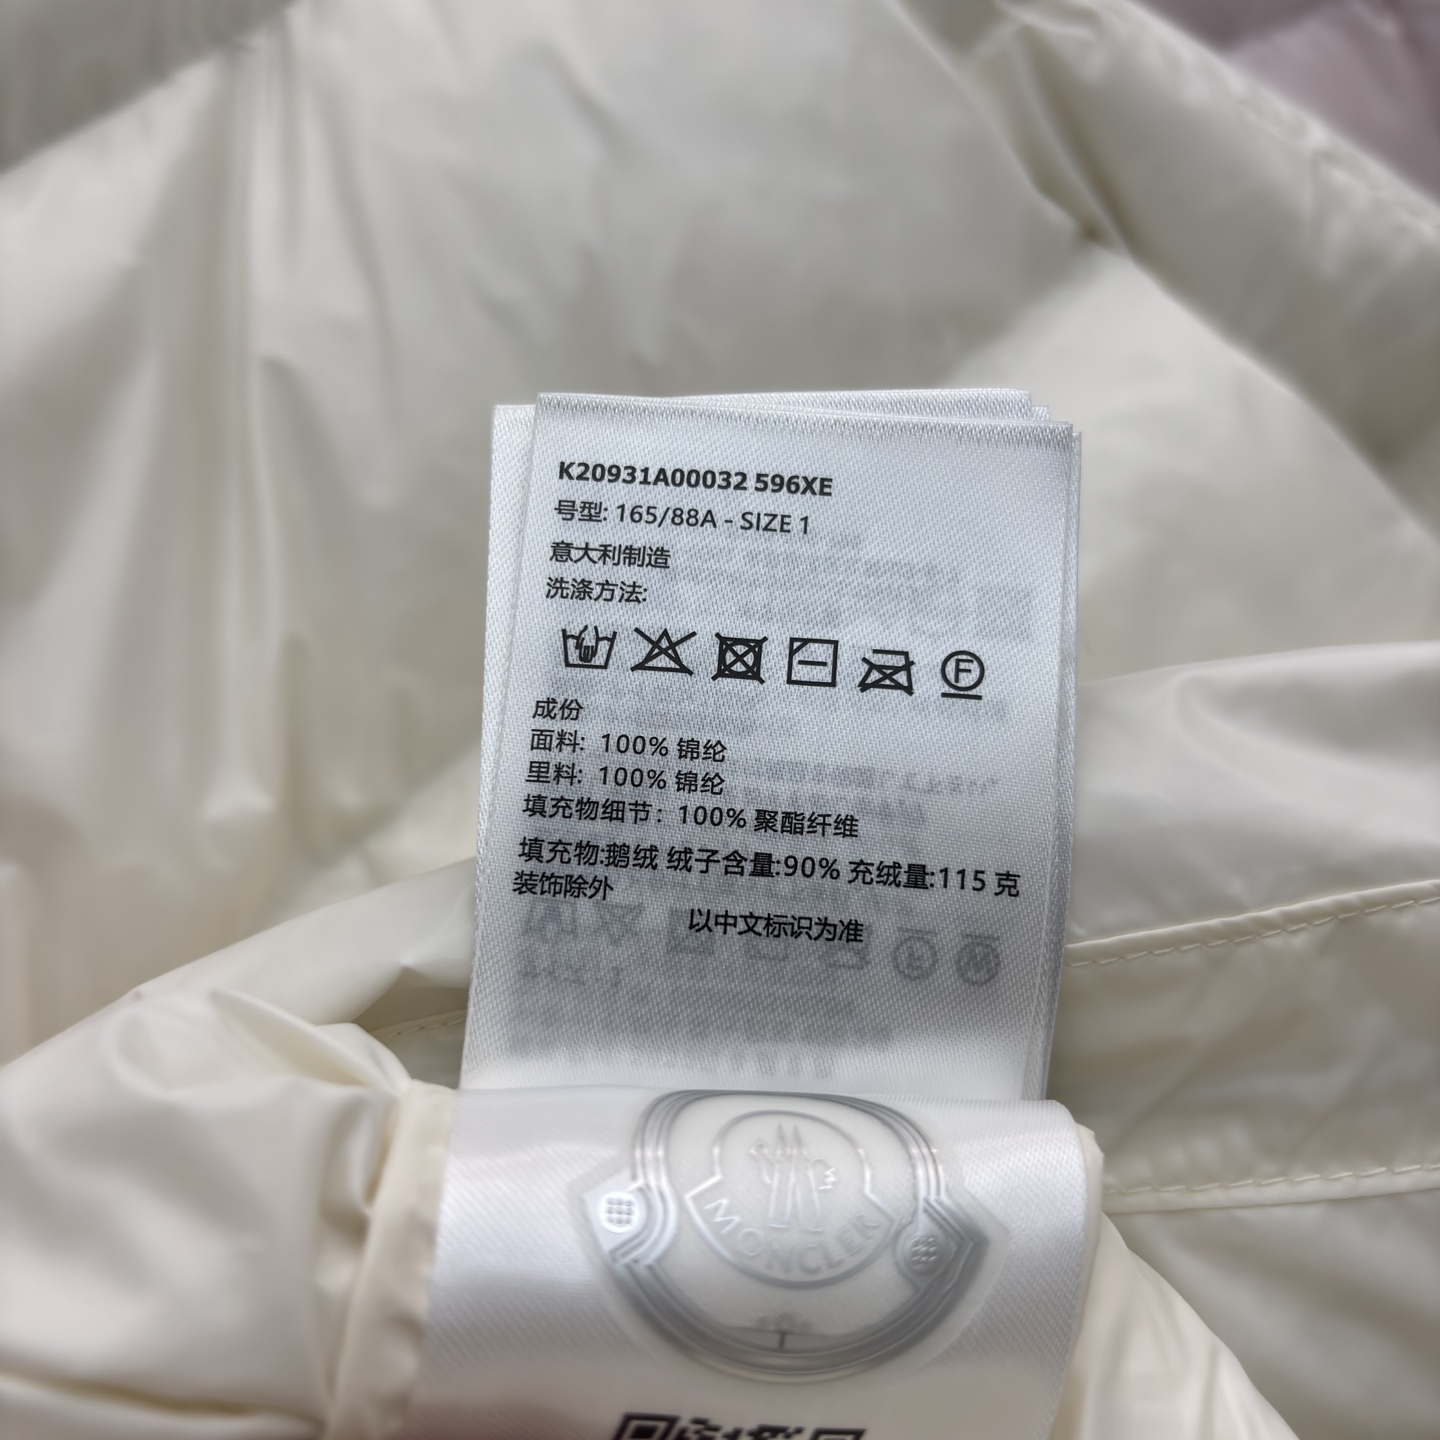 K20931A00032 596XE
号型: 165/88A - SIZE 1
意大利制造
洗涤方法:
F
成份
面料: 100% 锦纶
里料: 100% 锦纶
填充物细节: 100% 聚酯纤维
填充物:鹅绒 绒子含量:90% 充绒量:115 克
装饰除外
以中文标识为准
MONCLER